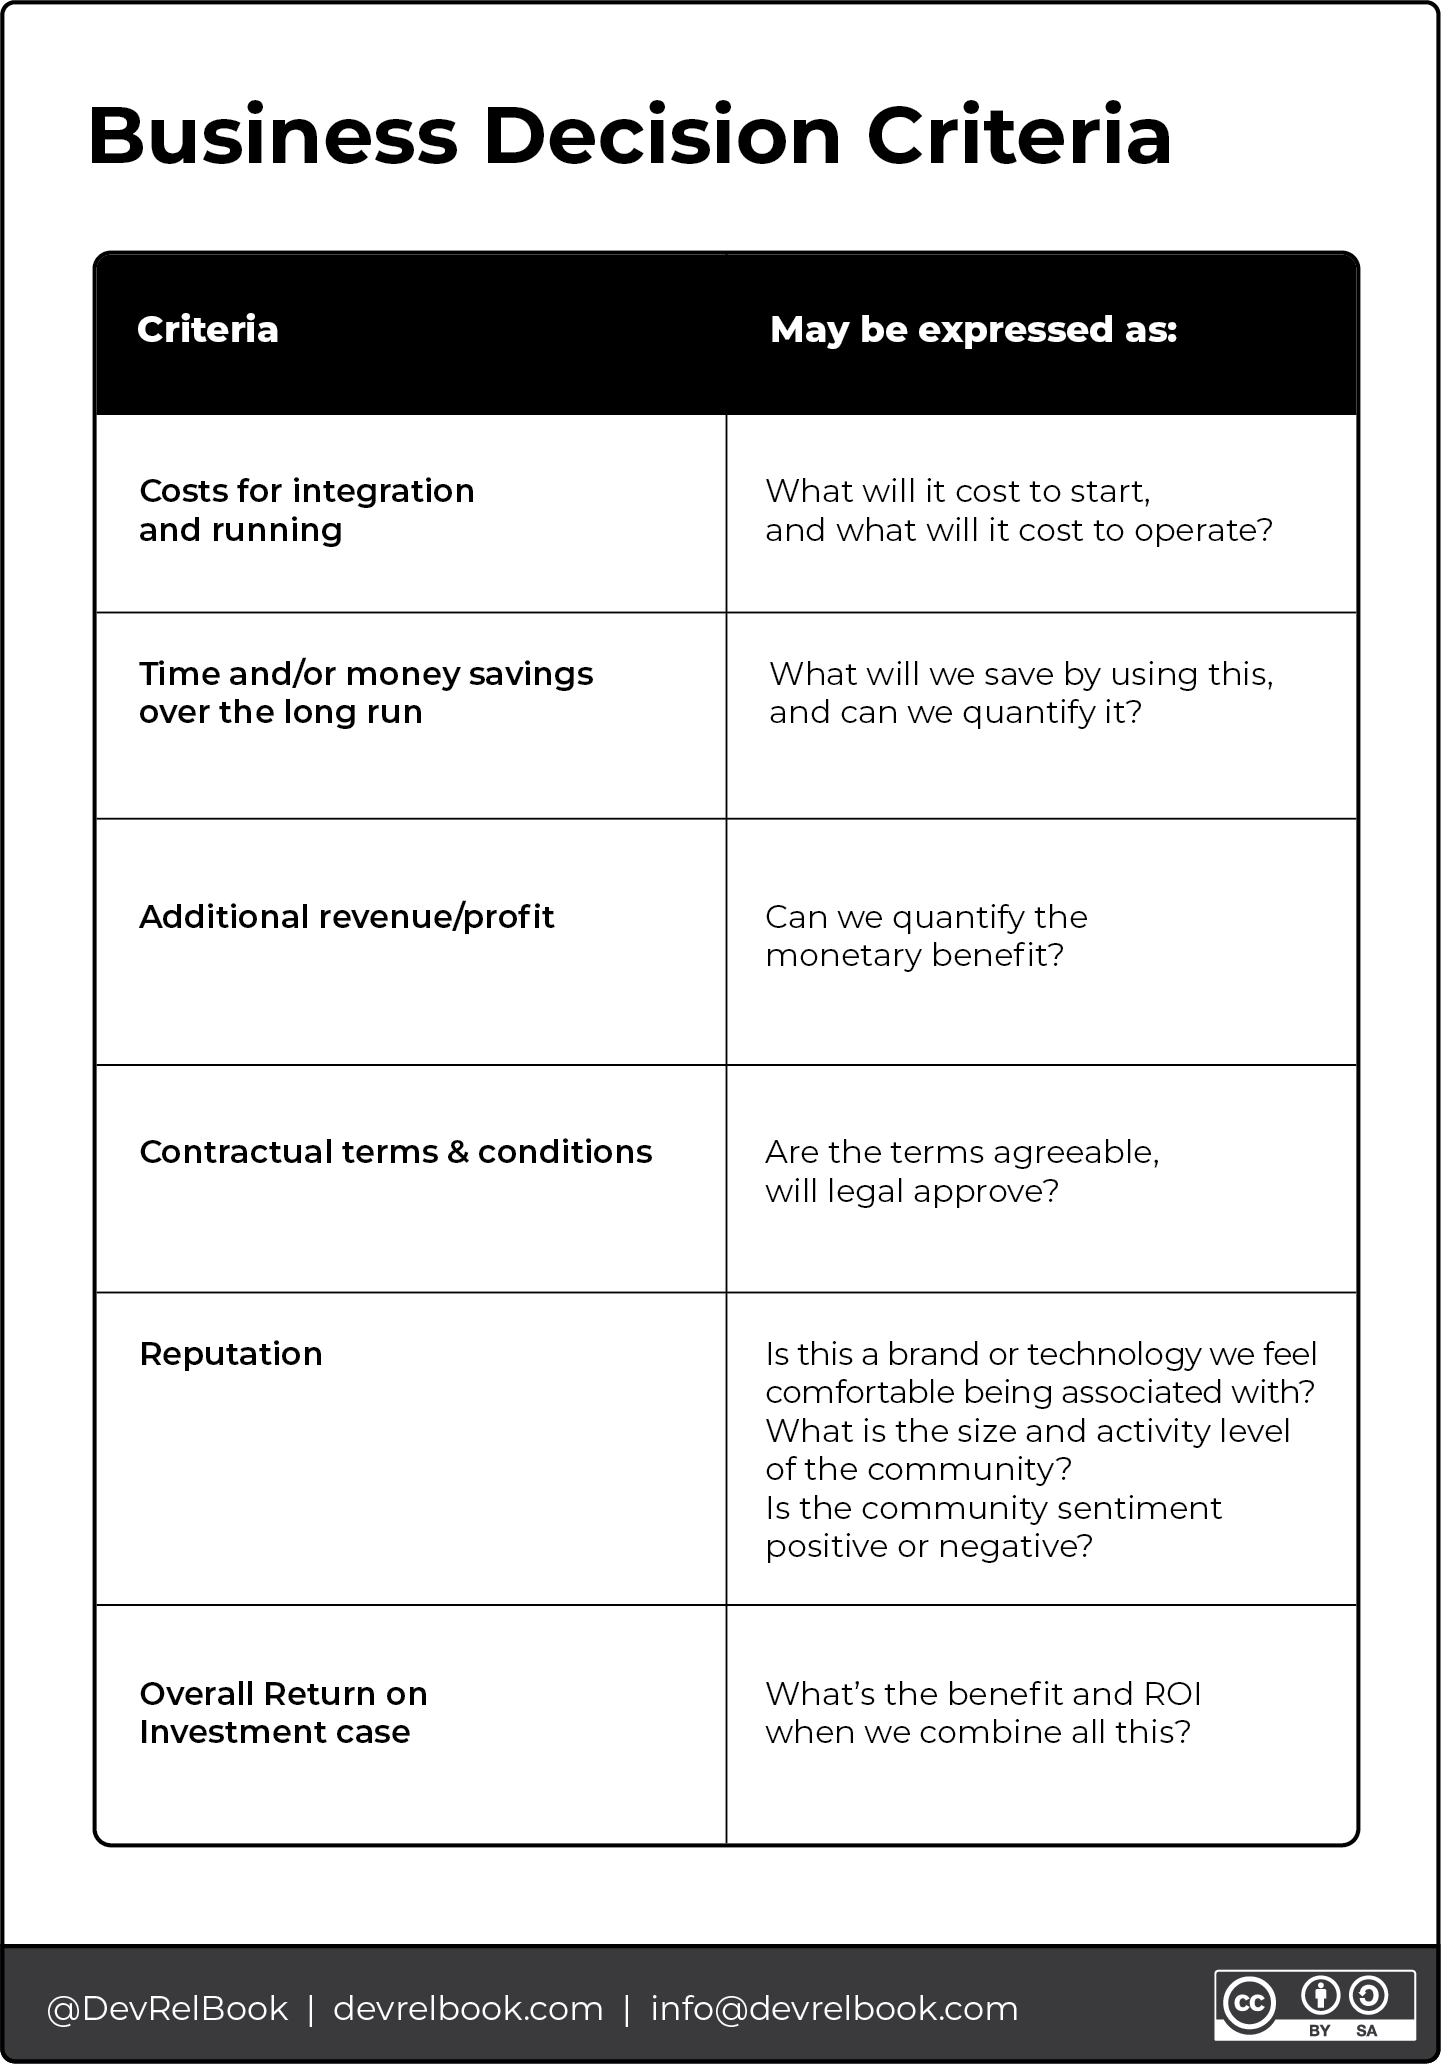 Business Decision Criteria
Criteria
May be expressed as:
Costs for integration
and running
What will it cost to start,
and what will it cost to operate?
Time and/or money savings
over the long run
What will we save by using this,
and can we quantify it?
Additional revenue/profit
Can we quantify the
monetary benefit?
Contractual terms & conditions
Are the terms agreeable,
will legal approve?
Reputation
Is this a brand or technology we feel
comfortable being associated with?
What is the size and activity level
of the community?
Is the community sentiment
positive or negative?
Overall Return on
Investment case
What’s the benefit and ROI
when we combine all this?
@DevRelBook | devrelbook.com | info@devrelbook.com
CC
BY SA